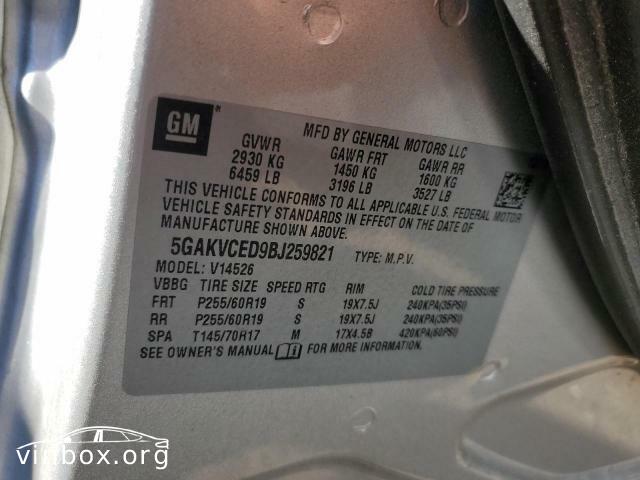 GM
MFD BY GENERAL MOTORS LLC
GVWR GAWR FRT GAWR RR
2930 KG 1450 KG 1600 KG
6459 LB 3196 LB 3527 LB
THIS VEHICLE CONFORMS TO ALL APPLICABLE U.S. FEDERAL MOTOR
VEHICLE SAFETY STANDARDS IN EFFECT ON THE DATE OF
MANUFACTURE SHOWN ABOVE.
5GAKVCED9BJ259821 TYPE: M.P.V.
MODEL: V14526
VBBG TIRE SIZE SPEED RTG RIM COLD TIRE PRESSURE
FRT P255/60R19 S 19X7.5J 240KPA(35PSI)
RR P255/60R19 S 19X7.5J 240KPA(35PSI)
SPA T145/70R17 M 17X4.5B 420KPA(60PSI)
SEE OWNER'S MANUAL FOR MORE INFORMATION.
vinbox.org